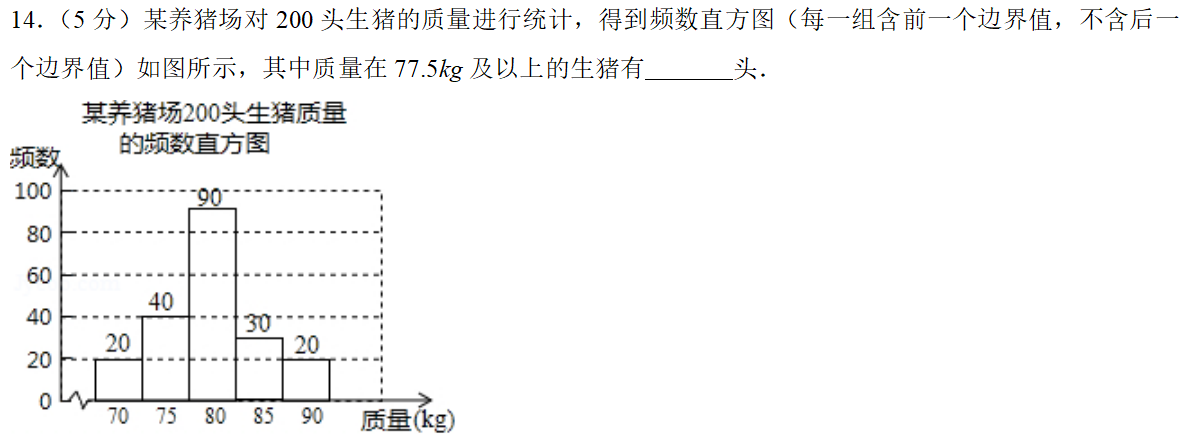 14.（5 分）某养猪场对 200 头生猪的质量进行统计，得到频数直方图（每一组含前一个边界值，不含后一
个边界值）如图所示，其中质量在 77.5kg 及以上的生猪有_______头.
某养猪场200头生猪质量
的频数直方图
频数
100
90
80
60
40
40
30
20
20
20
0
70 75 80 85 90 质量(kg)